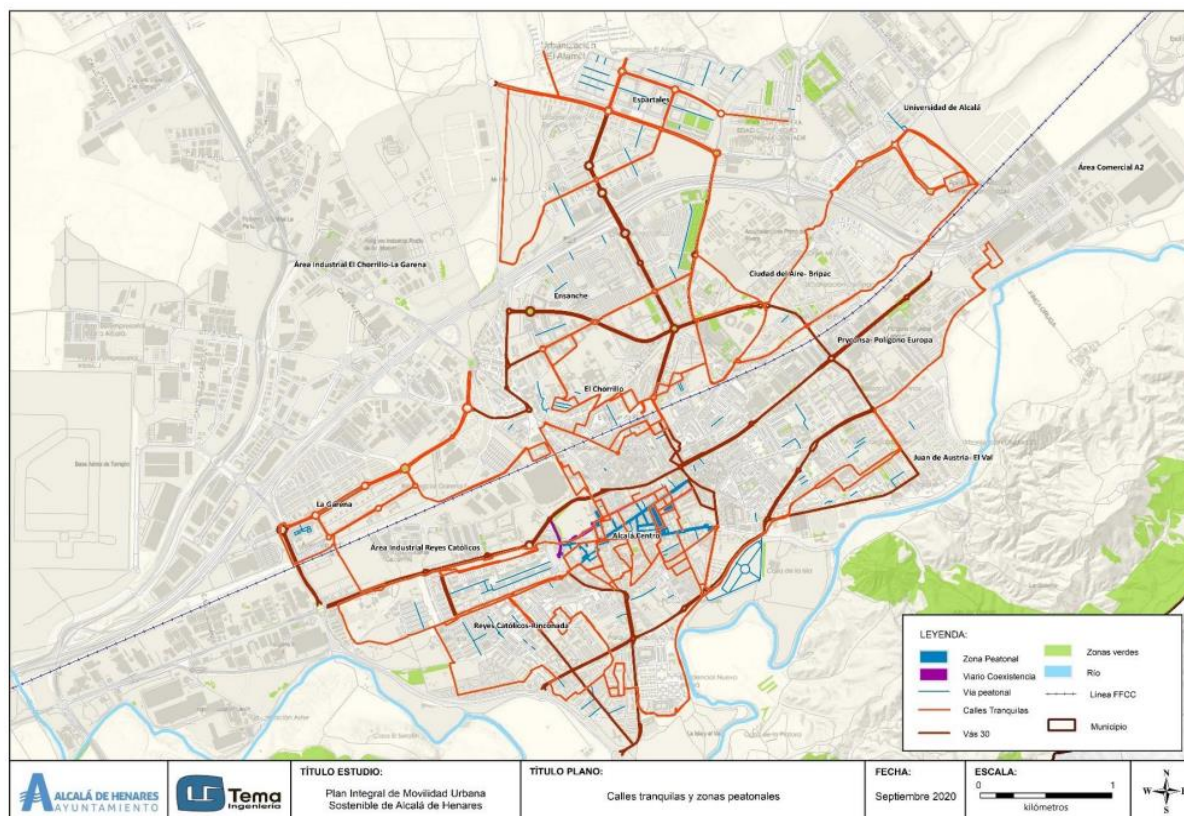 Espartales
Universidad de Alcalá
Área Comercial A2
Área Industrial El Chorrillo-La Garena
Ciudad del Aire- Bripac
Ensanche
Pryconsa- Polígono Europa
El Chorrillo
Juan de Austria- El Val
La Garena
Alcalá Centro
Área Industrial Reyes Católicos
Reyes Católicos-Rinconada
LEYENDA:
Zona Peatonal
Viario Coexistencia
Vía peatonal
Calles Tranquilas
Vás 30
Zonas verdes
Río
Línea FFCC
Municipio
ALCALÁ DE HENARES
AYUNTAMIENTO
Tema
Ingeniería
TÍTULO ESTUDIO:
Plan Integral de Movilidad Urbana
Sostenible de Alcalá de Henares
TÍTULO PLANO:
Calles tranquilas y zonas peatonales
FECHA:
Septiembre 2020
ESCALA:
0 1
kilómetros
N
W E
S